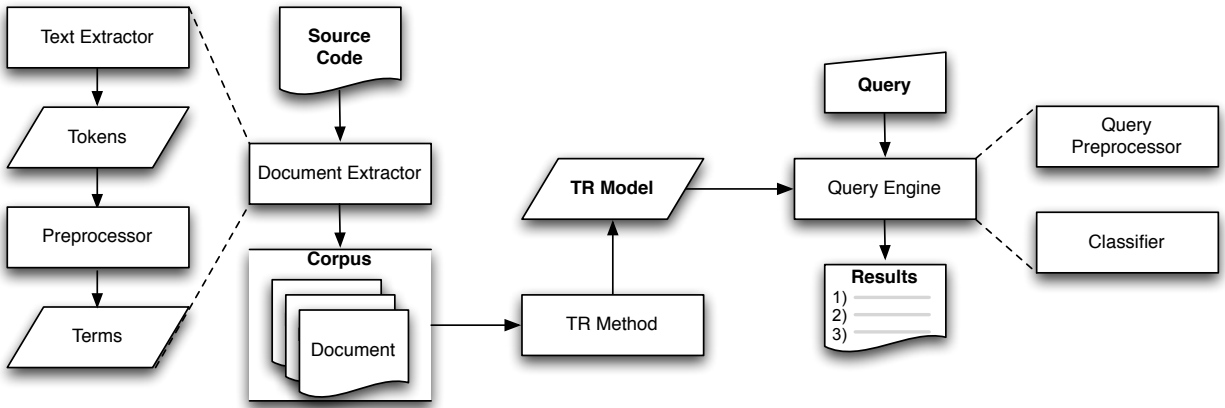 Text Extractor
Tokens
Preprocessor
Terms
Source
Code
Document Extractor
Corpus
Document
TR Model
TR Method
Query
Query Engine
Results
1)
2)
3)
Query
Preprocessor
Classifier